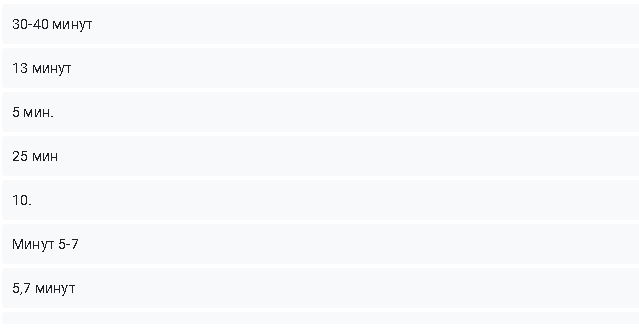 30-40 минут
13 минут
5 мин.
25 мин
10.
Минут 5-7
5,7 минут